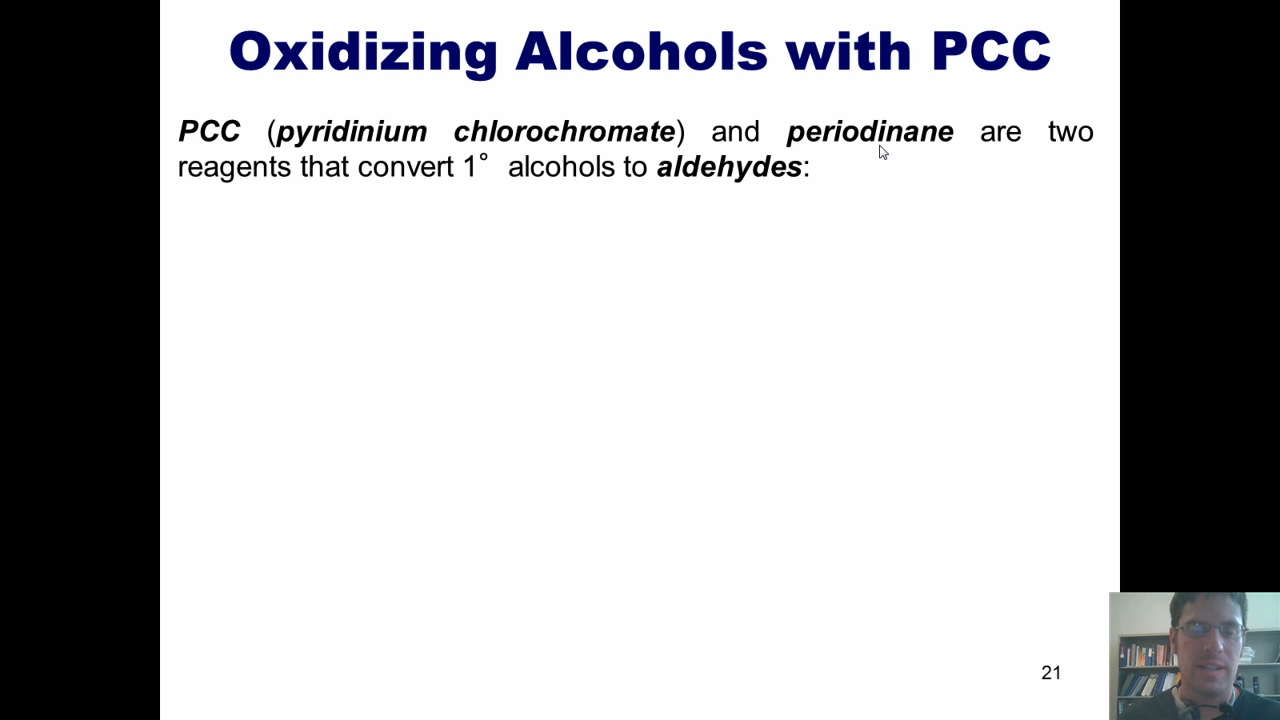 Oxidizing Alcohols with PCC
PCC (pyridinium chlorochromate) and periodinane are two
reagents that convert 1° alcohols to aldehydes:
21